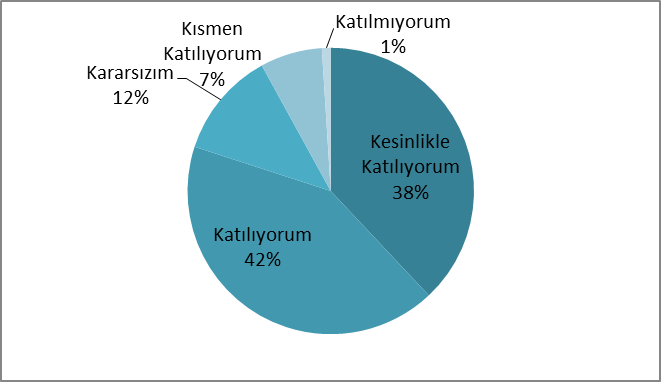 Katılmıyorum
1%
Kısmen
Katılıyorum
7%
Kararsızım
12%
Kesinlikle
Katılıyorum
38%
Katılıyorum
42%